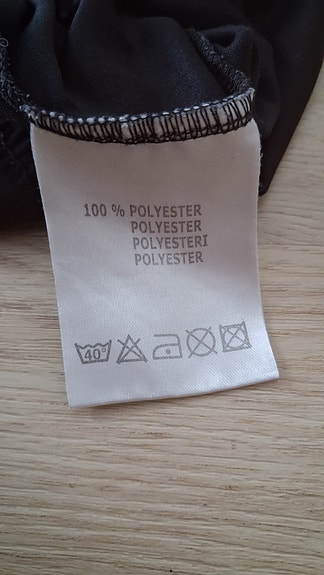 100 % POLYESTER
POLYESTER
POLYESTERI
POLYESTER
40°